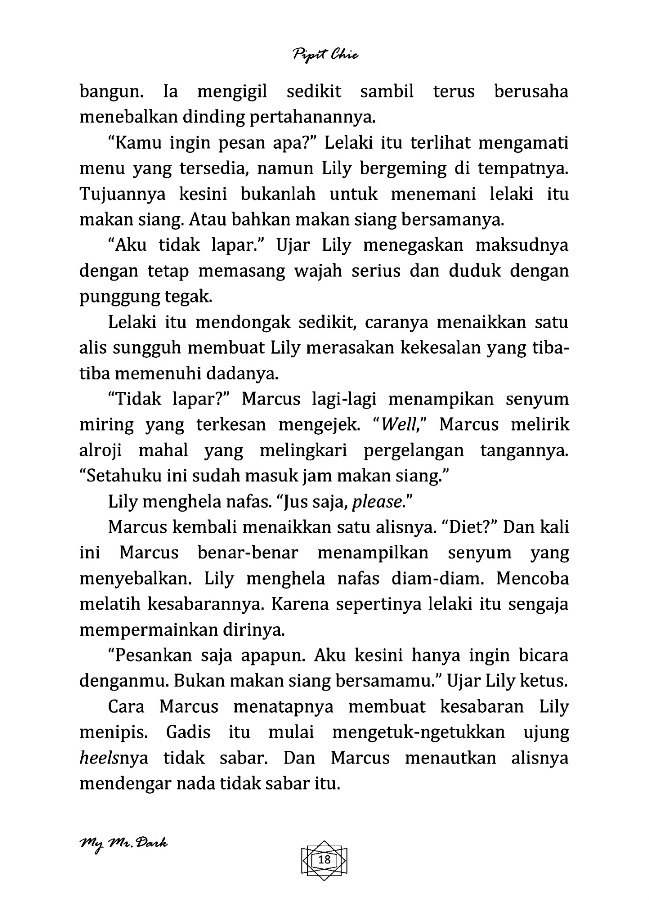 Pipit Chie
bangun. Ia mengigil sedikit sambil terus berusaha
menebalkan dinding pertahanannya.
“Kamu ingin pesan apa?” Lelaki itu terlihat mengamati
menu yang tersedia, namun Lily bergeming di tempatnya.
Tujuannya kesini bukanlah untuk menemani lelaki itu
makan siang. Atau bahkan makan siang bersamanya.
“Aku tidak lapar.” Ujar Lily menegaskan maksudnya
dengan tetap memasang wajah serius dan duduk dengan
punggung tegak.
Lelaki itu mendongak sedikit, caranya menaikkan satu
alis sungguh membuat Lily merasakan kekesalan yang tiba-
tiba memenuhi dadanya.
“Tidak lapar?” Marcus lagi-lagi menampikan senyum
miring yang terkesan mengejek. “Well,” Marcus melirik
alroji mahal yang melingkari pergelangan tangannya.
“Setahuku ini sudah masuk jam makan siang.”
Lily menghela nafas. “Jus saja, please.”
Marcus kembali menaikkan satu alisnya. “Diet?” Dan kali
ini Marcus benar-benar menampilkan senyum yang
menyebalkan. Lily menghela nafas diam-diam. Mencoba
melatih kesabarannya. Karena sepertinya lelaki itu sengaja
mempermainkan dirinya.
“Pesankan saja apapun. Aku kesini hanya ingin bicara
denganmu. Bukan makan siang bersamamu.” Ujar Lily ketus.
Cara Marcus menatapnya membuat kesabaran Lily
menipis. Gadis itu mulai mengetuk-ngetukkan ujung
heelsnya tidak sabar. Dan Marcus menautkan alisnya
mendengar nada tidak sabar itu.
My Mr. Dark
18